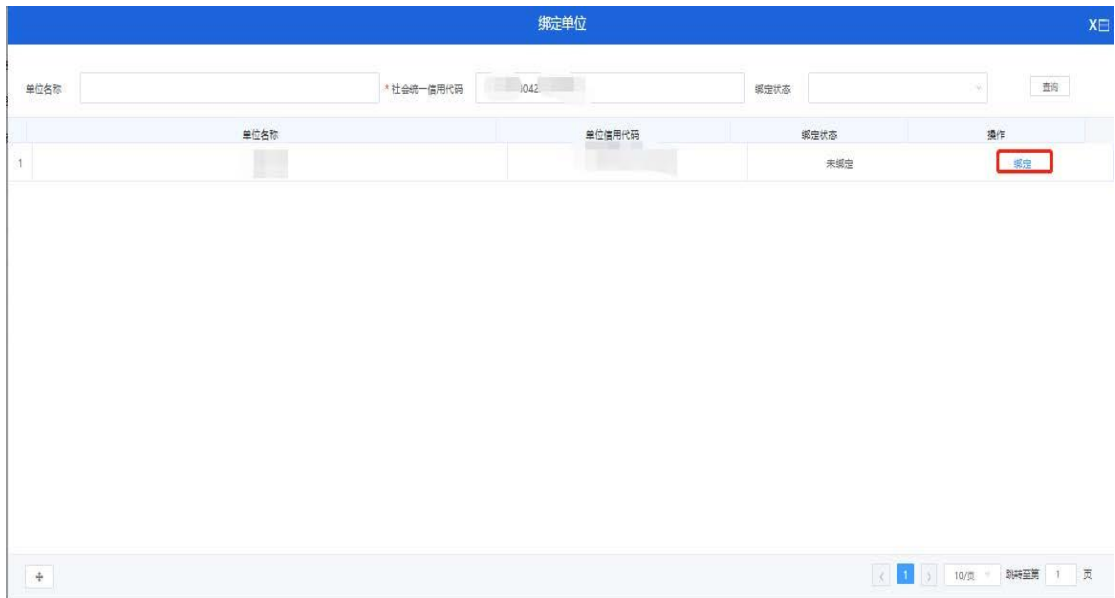 绑定单位
单位名称 *社会统一信用代码 042 绑定状态 查询
单位名称 单位信用代码 绑定状态 操作
1 未绑定 绑定
1 10/页 跳转至第 1 页